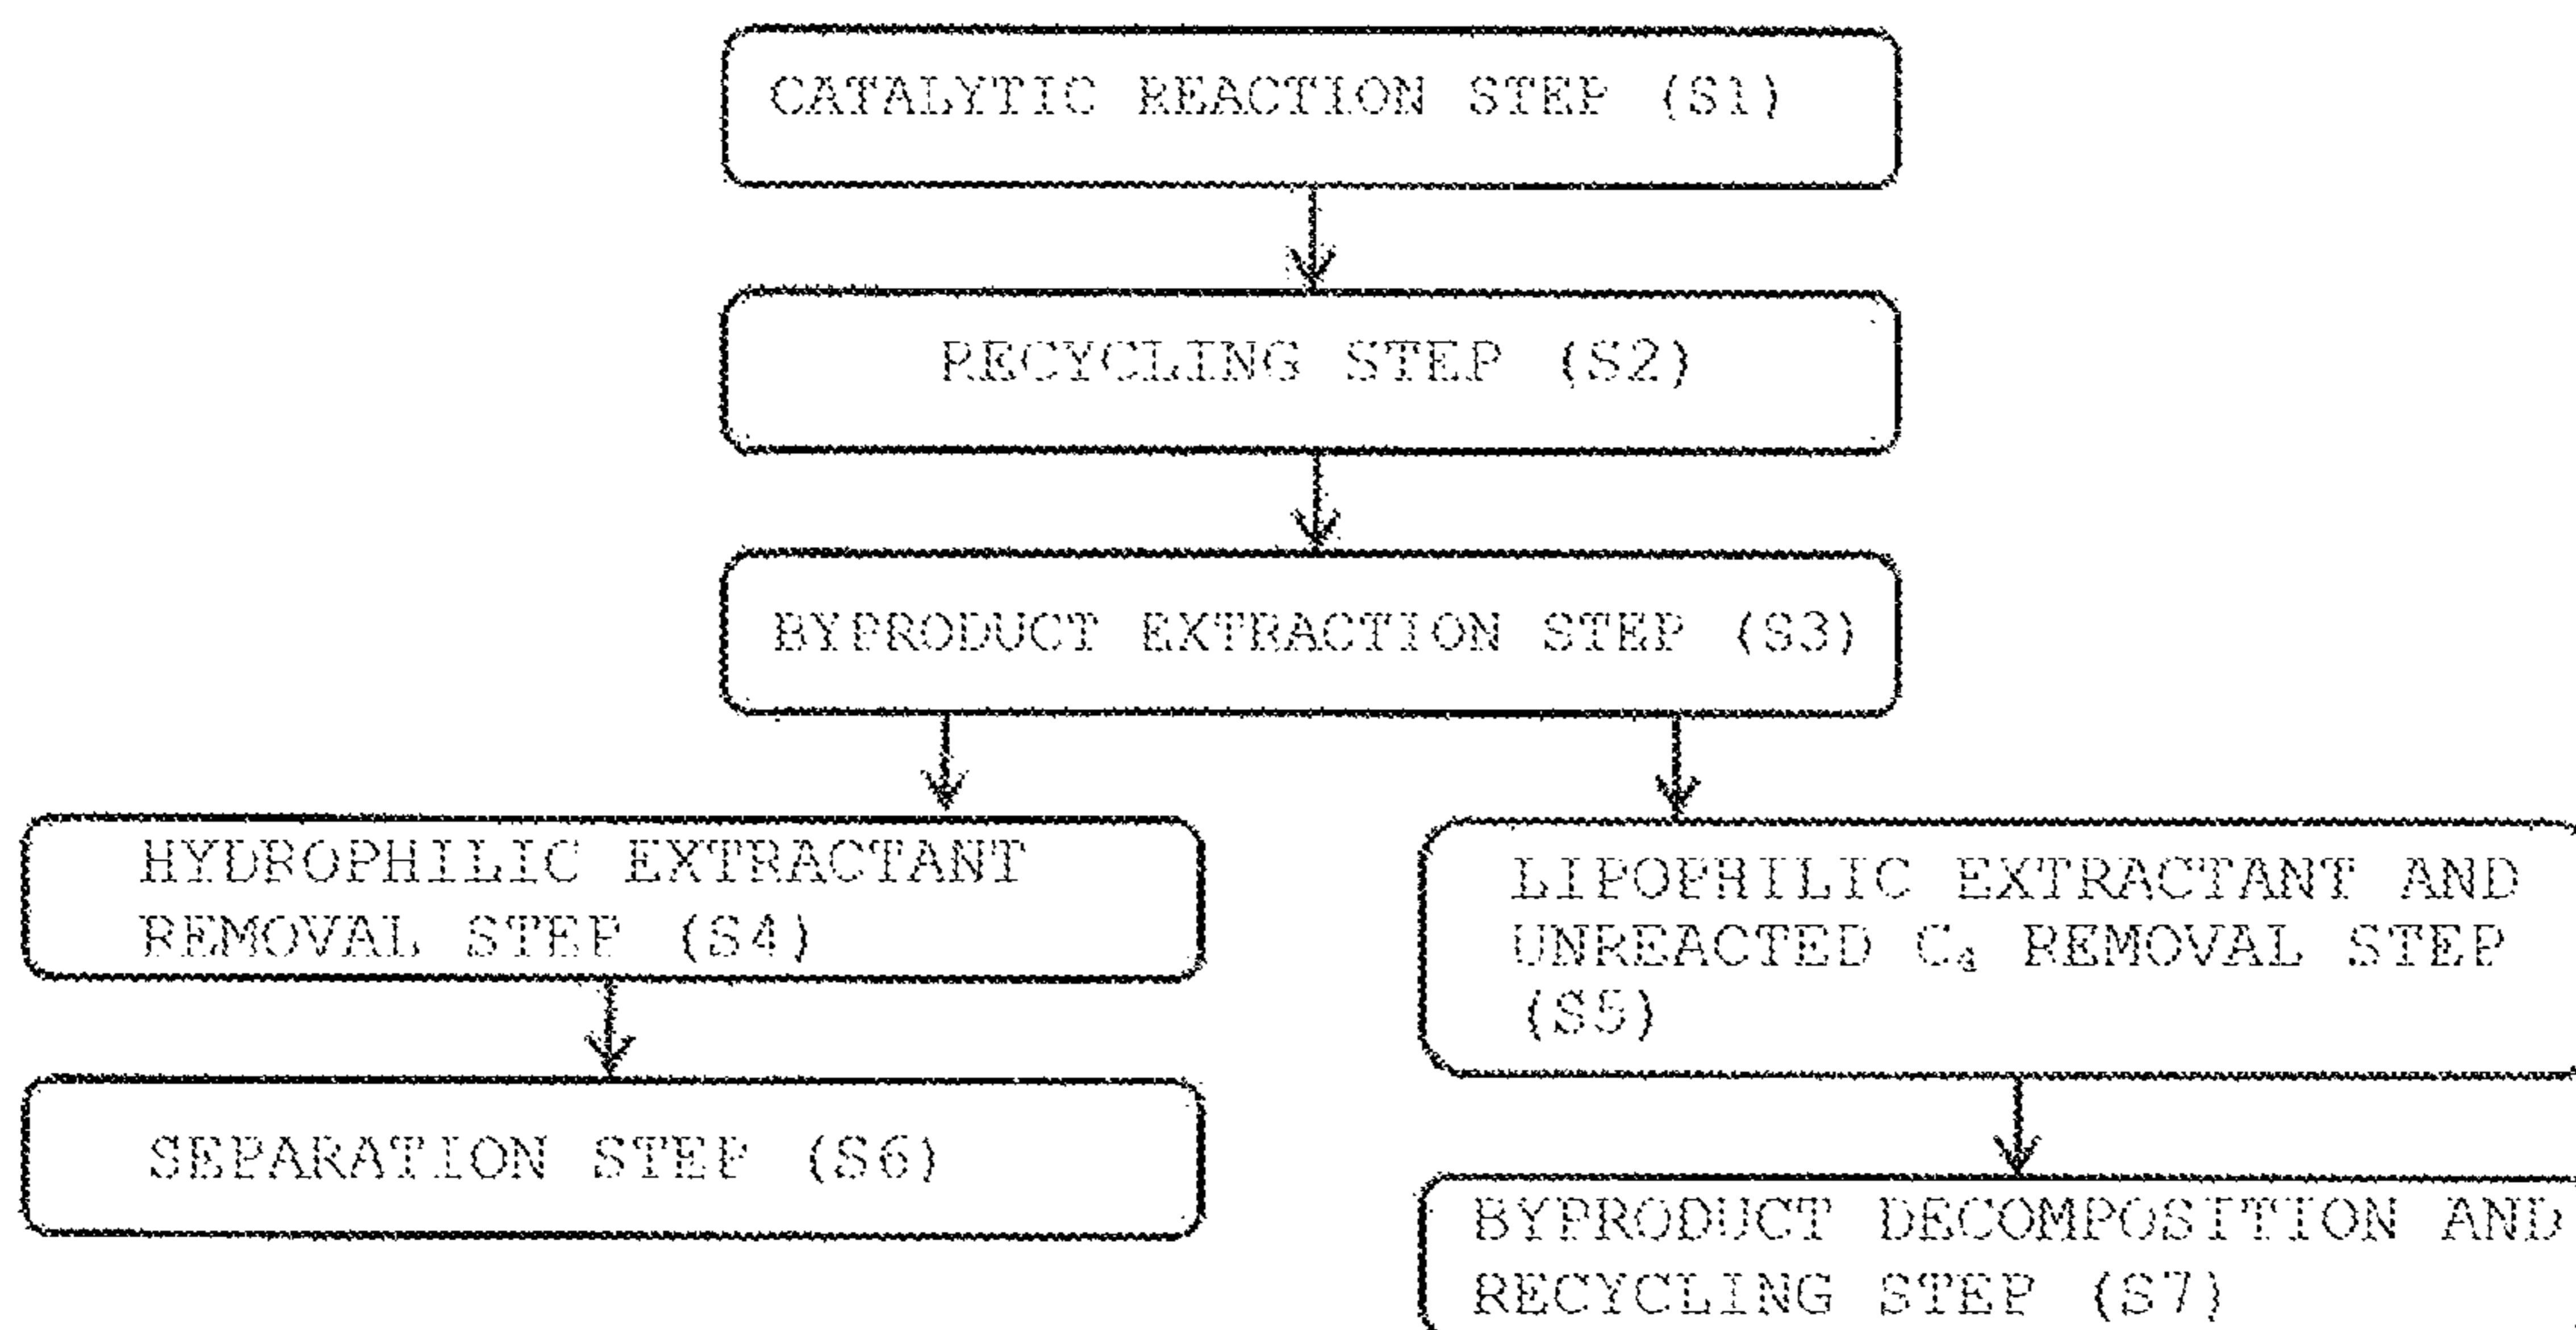 CATALYTIC REACTION STEP (S1)
RECYCLING STEP (S2)
BYPRODUCT EXTRACTION STEP (S3)
HYDROPHILIC EXTRACTANT
REMOVAL STEP (S4)
LIPOPHILIC EXTRACTANT AND
UNREACTED C₄ REMOVAL STEP
(S5)
SEPARATION STEP (S6)
BYPRODUCT DECOMPOSITION AND
RECYCLING STEP (S7)